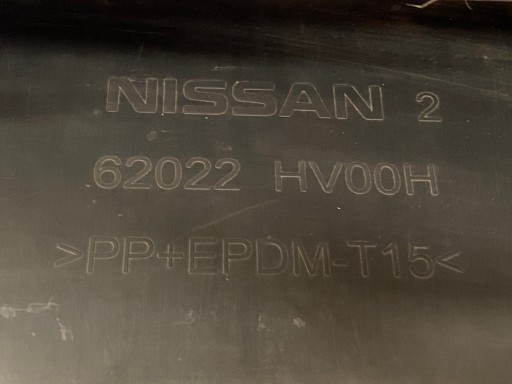 NISSAN 2
62022 HV00H
>PP+EPDM-T15<